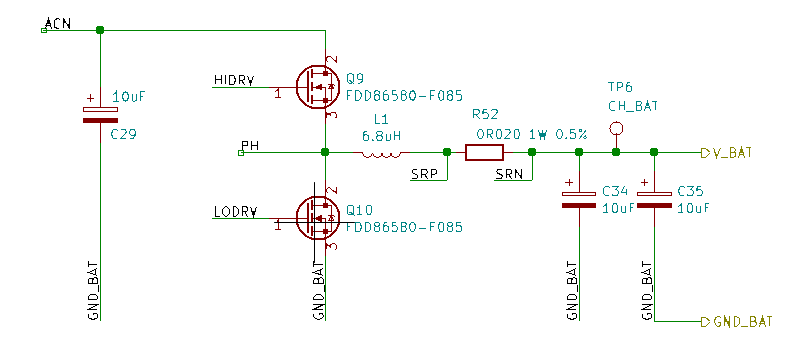 ACN
10uF
C29
HIDRV
1
2
3
Q9
FDD86580-F085
PH
L1
6.8uH
R52
0R020 1W 0.5%
TP6
CH_BAT
V_BAT
SRP
SRN
LODRV
1
2
3
Q10
FDD86580-F085
C34
10uF
C35
10uF
GND_BAT
GND_BAT
GND_BAT
GND_BAT
GND_BAT